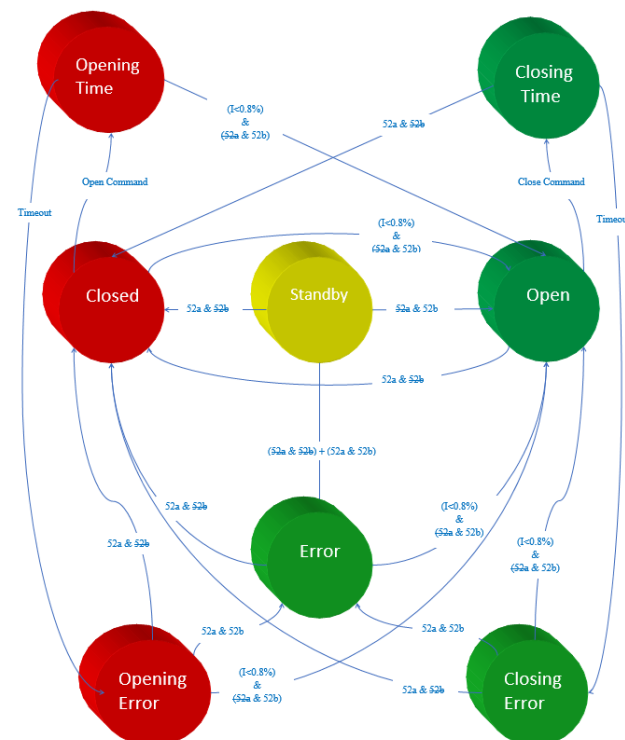 Opening
Time
Closing
Time
(I<0.8%)
&
(52a & 52b)
52a & 52b
Open Command
Close Command
Timeout
Timeou
(I<0.8%)
&
(52a & 52b)
Closed
Standby
Open
52a & 52b
52a & 52b
52a & 52b
(52a & 52b) + (52a & 52b)
52a & 52b
(I<0.8%)
&
(52a & 52b)
52a & 52b
(I<0.8%)
&
(52a & 52b)
Error
52a & 52b
52a & 52b
Opening
Error
(I<0.8%)
&
(52a & 52b)
52a & 52b
Closing
Error